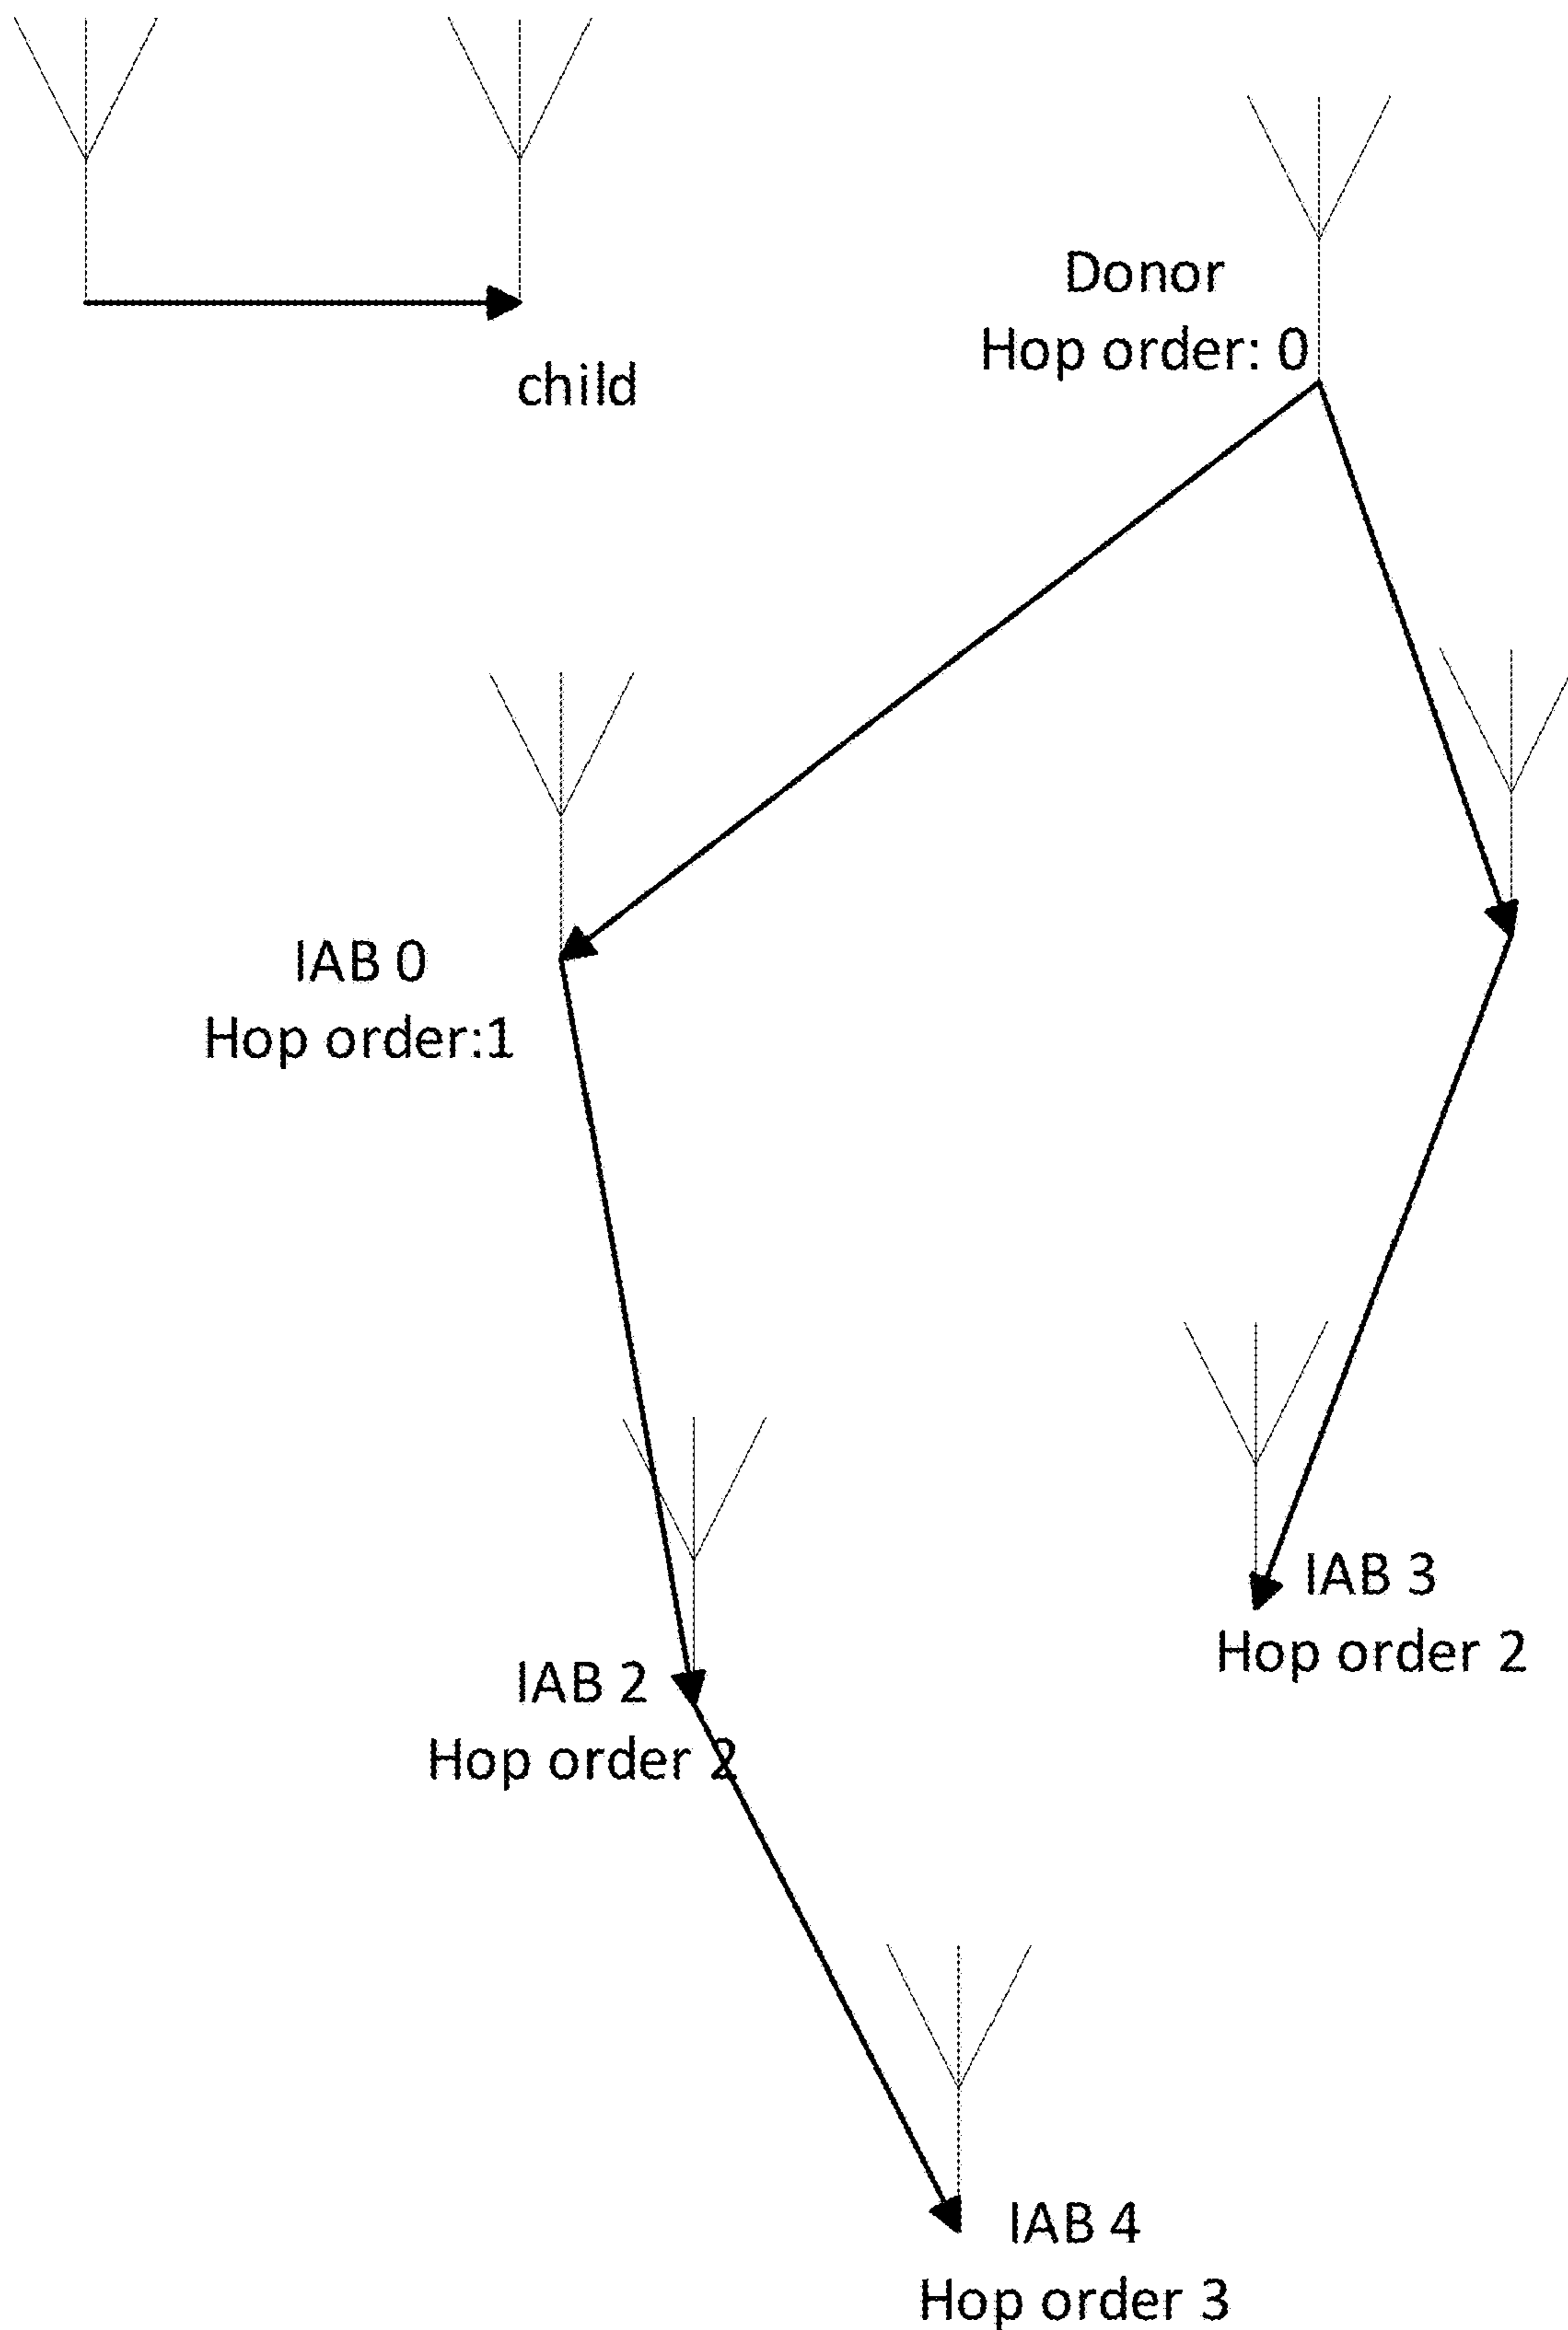 Donor
Hop order: 0
child
IAB 0
Hop order:1
IAB 3
Hop order 2
IAB 2
Hop order 2
IAB 4
Hop order 3